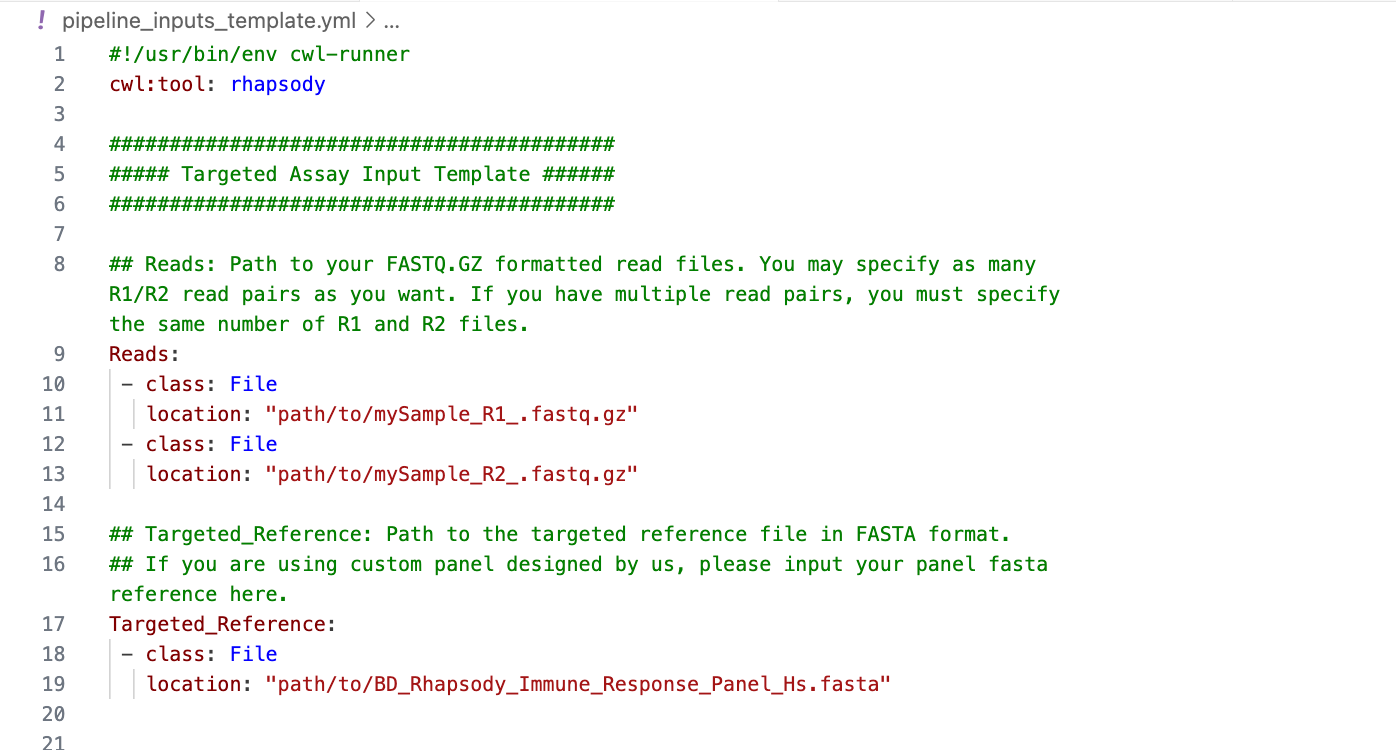 ! pipeline_inputs_template.yml > ...
1 #!/usr/bin/env cwl-runner
2 cwl:tool: rhapsody
3
4 ##########################################
5 ##### Targeted Assay Input Template ######
6 ##########################################
7
8 ## Reads: Path to your FASTQ.GZ formatted read files. You may specify as many
R1/R2 read pairs as you want. If you have multiple read pairs, you must specify
the same number of R1 and R2 files.
9 Reads:
10 - class: File
11 location: "path/to/mySample_R1_.fastq.gz"
12 - class: File
13 location: "path/to/mySample_R2_.fastq.gz"
14
15 ## Targeted_Reference: Path to the targeted reference file in FASTA format.
16 ## If you are using custom panel designed by us, please input your panel fasta
reference here.
17 Targeted_Reference:
18 - class: File
19 location: "path/to/BD_Rhapsody_Immune_Response_Panel_Hs.fasta"
20
21